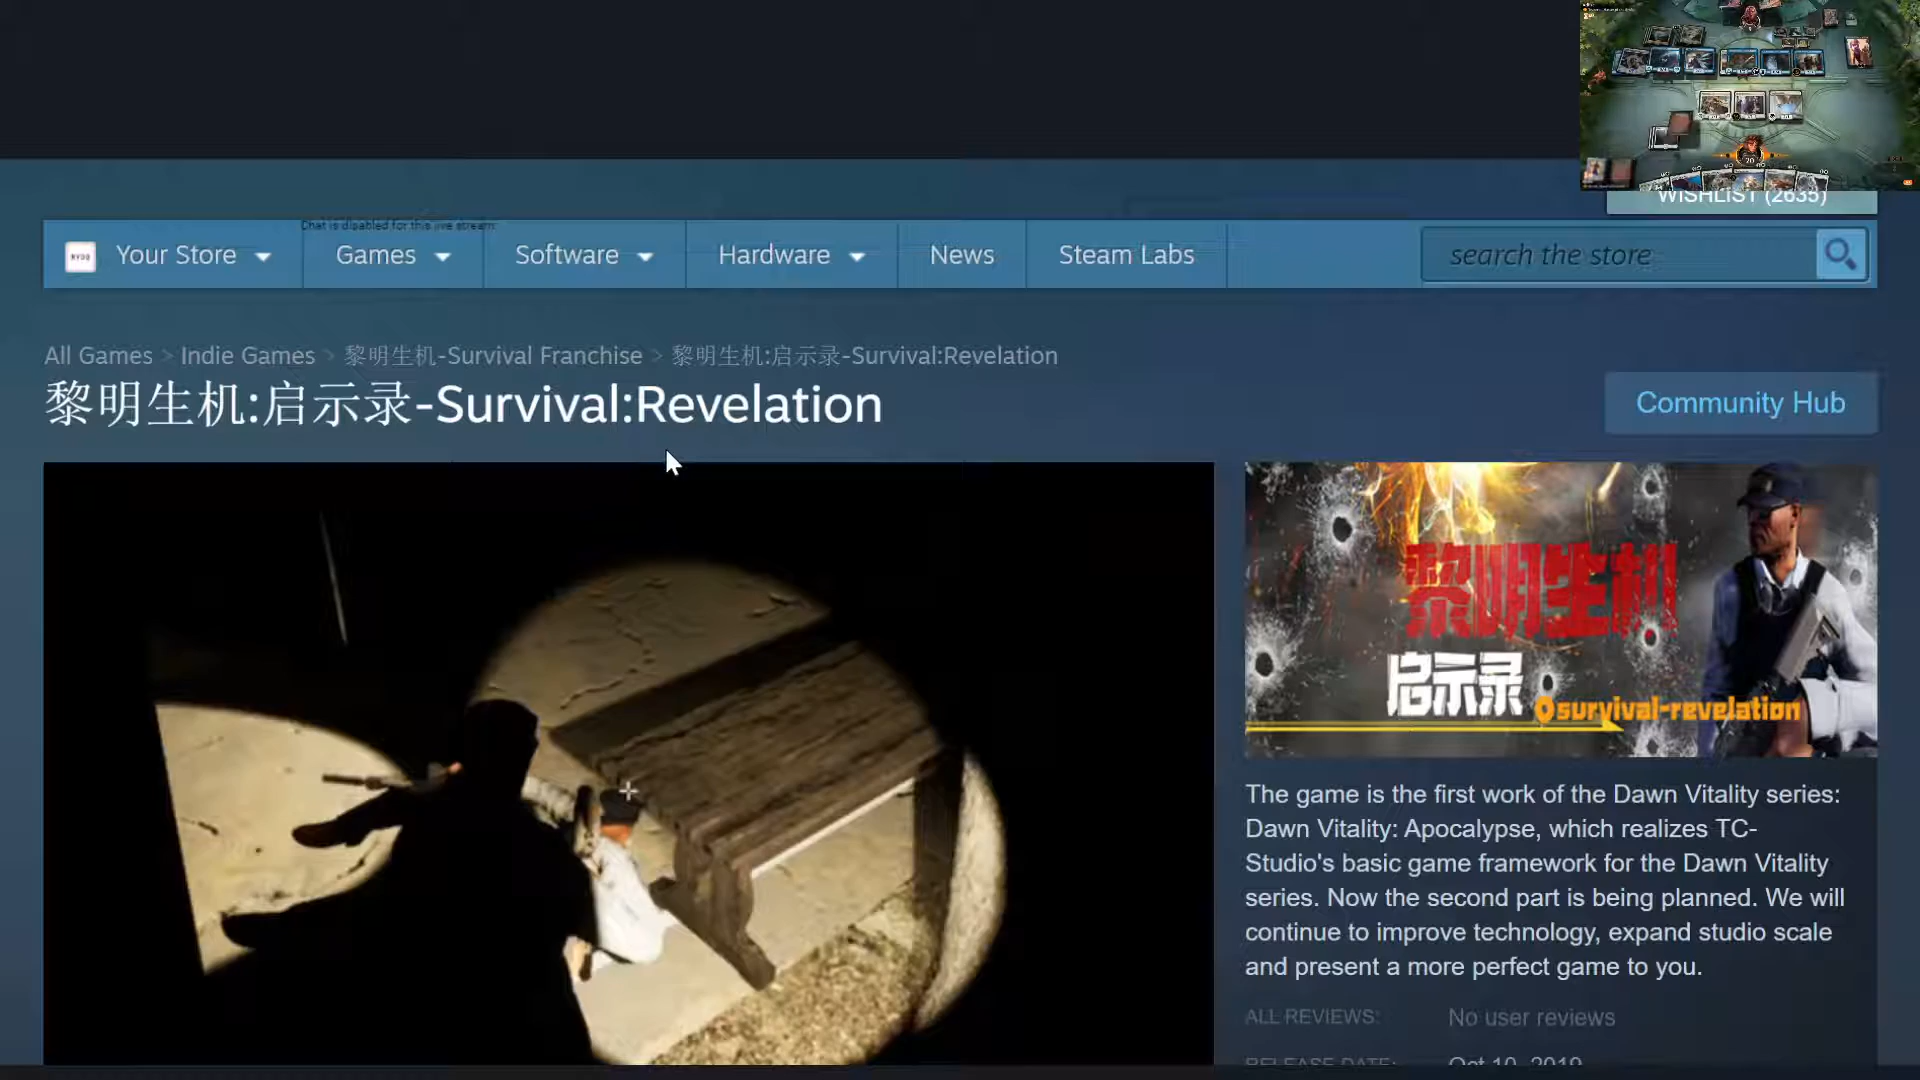 WISHLIST (2635)
Chat is disabled for this live stream.
Your Store
Games
Software
Hardware
News
Steam Labs
search the store
All Games > Indie Games > 黎明生机-Survival Franchise > 黎明生机:启示录-Survival:Revelation
黎明生机:启示录-Survival:Revelation
Community Hub
黎明生机
启示录
survival-revelation
The game is the first work of the Dawn Vitality series:
Dawn Vitality: Apocalypse, which realizes TC-
Studio's basic game framework for the Dawn Vitality
series. Now the second part is being planned. We will
continue to improve technology, expand studio scale
and present a more perfect game to you.
ALL REVIEWS: No user reviews
RELEASE DATE: Oct 10, 2019